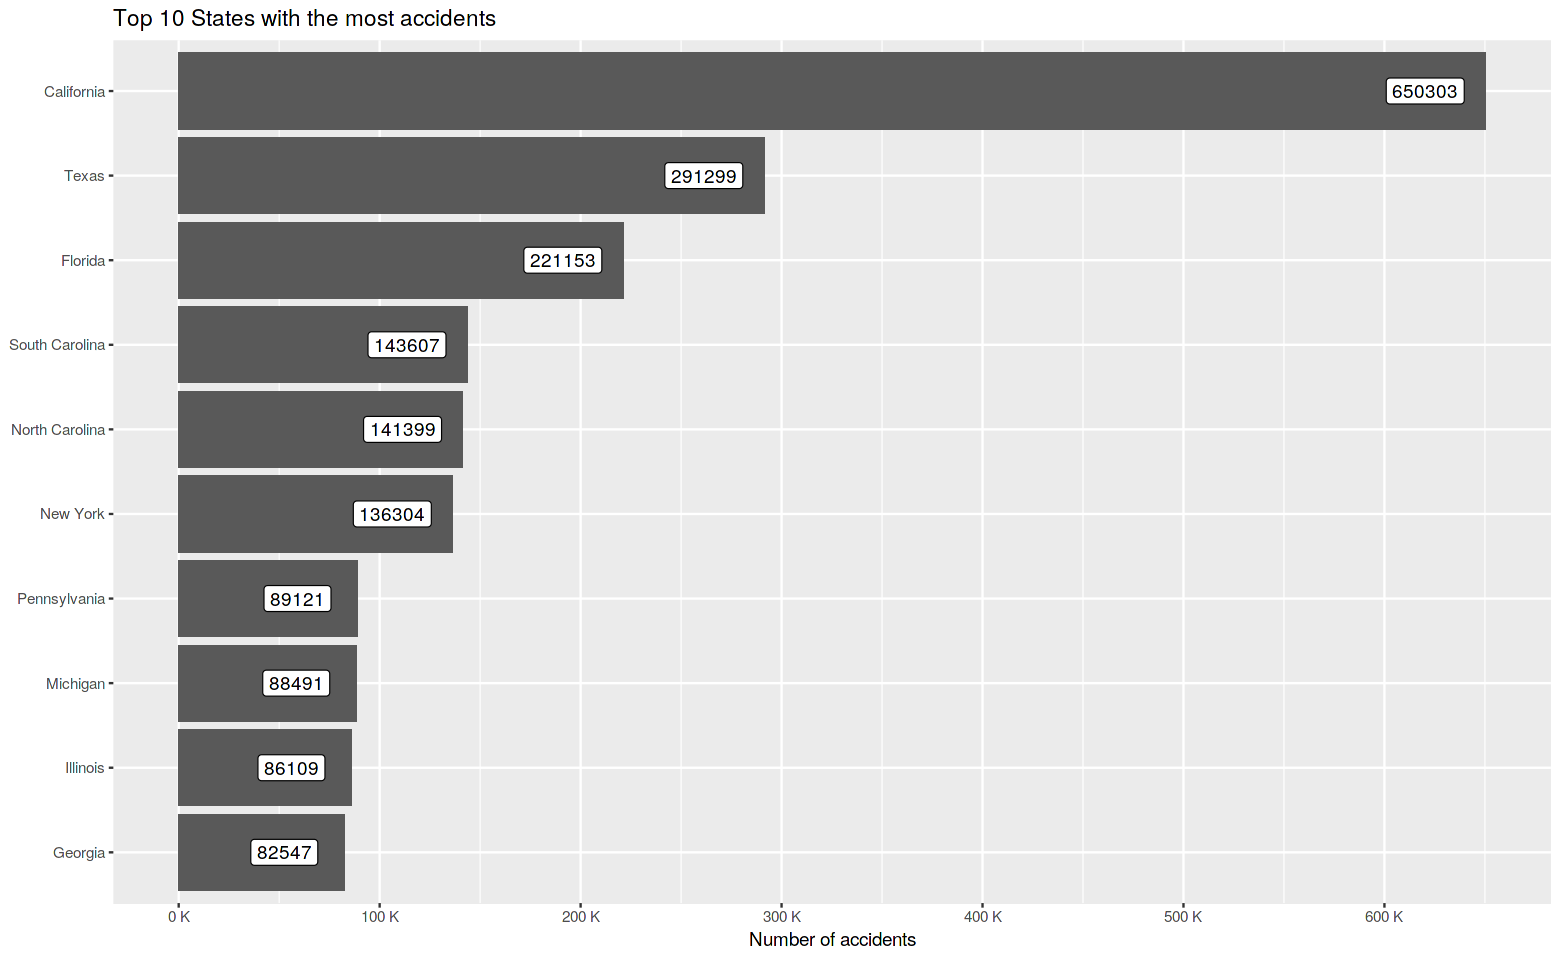 Top 10 States with the most accidents
California
650303
Texas
291299
Florida
221153
South Carolina
143607
North Carolina
141399
New York
136304
Pennsylvania
89121
Michigan
88491
Illinois
86109
Georgia
82547
0 K
100 K
200 K
300 K
400 K
500 K
600 K
Number of accidents